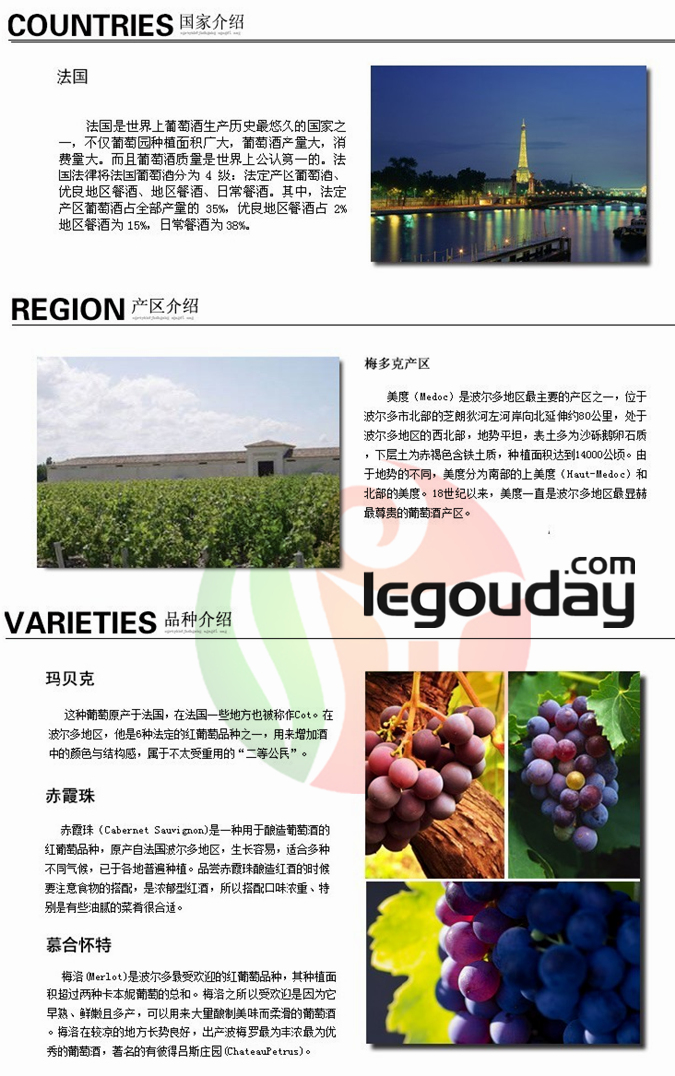 COUNTRIES 国家介绍
法国
法国是世界上葡萄酒生产历史最悠久的国家之
一，不仅葡萄园种植面积广大，葡萄酒产量大，消
费量大。而且葡萄酒质量是世界上公认第一的。法
国法律将法国葡萄酒分为 4 级：法定产区葡萄酒、
优良地区餐酒、地区餐酒、日常餐酒。其中，法定
产区葡萄酒占全部产量的 35%，优良地区餐酒占 2%
地区餐酒为 15%，日常餐酒为 38%。
REGION 产区介绍
梅多克产区
美度（Medoc）是波尔多地区最主要的产区之一，位于
波尔多市北部的芝朗狄河左河岸向北延伸约80公里，处于
波尔多地区的西北部，地势平坦，表土多为沙砾鹅卵石质
，下层土为赤褐色含铁土质，种植面积达到14000公顷。由
于地势的不同，美度分为南部的上美度（Haut-Medoc）和
北部的美度。18世纪以来，美度一直是波尔多地区最显赫
最尊贵的葡萄酒产区。
legouday.com
VARIETIES 品种介绍
玛贝克
这种葡萄原产于法国，在法国一些地方也被称作Cot。在
波尔多地区，他是6种法定的红葡萄品种之一，用来增加酒
中的颜色与结构感，属于不太受重用的“二等公民”。
赤霞珠
赤霞珠（Cabernet Sauvignon)是一种用于酿造葡萄酒的
红葡萄品种，原产自法国波尔多地区，生长容易，适合多种
不同气候，已于各地普遍种植。品尝赤霞珠酿造红酒的时候
要注意食物的搭配，是浓郁型红酒，所以搭配口味浓重、特
别是有些油腻的菜肴很合适。
慕合怀特
梅洛(Merlot)是波尔多最受欢迎的红葡萄品种，其种植面
积超过两种卡本妮葡萄的总和。梅洛之所以受欢迎是因为它
早熟、鲜嫩且多产，可以用来大量酿制美味而柔滑的葡萄酒
。梅洛在较凉的地方长势良好，出产波梅罗最为丰浓最为优
秀的葡萄酒，著名的有彼得吕斯庄园(ChateauPetrus)。